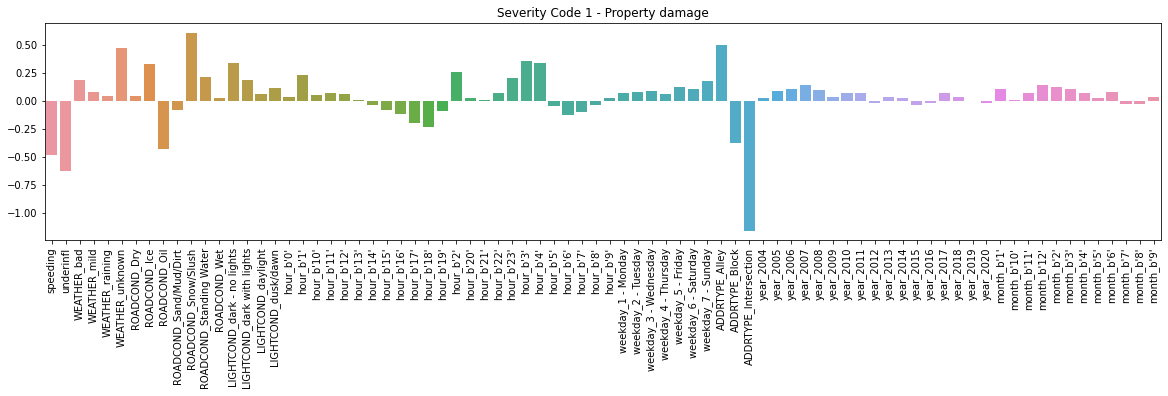 Severity Code 1 - Property damage
0.50
0.25
0.00
−0.25
−0.50
−0.75
−1.00
speeding
underinfl
WEATHER_bad
WEATHER_mild
WEATHER_raining
WEATHER_unknown
ROADCOND_Dry
ROADCOND_Ice
ROADCOND_Oil
ROADCOND_Sand/Mud/Dirt
ROADCOND_Snow/Slush
ROADCOND_Standing Water
ROADCOND_Wet
LIGHTCOND_dark - no lights
LIGHTCOND_dark with lights
LIGHTCOND_daylight
LIGHTCOND_dusk/dawn
hour_b'0'
hour_b'1'
hour_b'10'
hour_b'11'
hour_b'12'
hour_b'13'
hour_b'14'
hour_b'15'
hour_b'16'
hour_b'17'
hour_b'18'
hour_b'19'
hour_b'2'
hour_b'20'
hour_b'21'
hour_b'22'
hour_b'23'
hour_b'3'
hour_b'4'
hour_b'5'
hour_b'6'
hour_b'7'
hour_b'8'
hour_b'9'
weekday_1 - Monday
weekday_2 - Tuesday
weekday_3 - Wednesday
weekday_4 - Thursday
weekday_5 - Friday
weekday_6 - Saturday
weekday_7 - Sunday
ADDRTYPE_Alley
ADDRTYPE_Block
ADDRTYPE_Intersection
year_2004
year_2005
year_2006
year_2007
year_2008
year_2009
year_2010
year_2011
year_2012
year_2013
year_2014
year_2015
year_2016
year_2017
year_2018
year_2019
year_2020
month_b'1'
month_b'10'
month_b'11'
month_b'12'
month_b'2'
month_b'3'
month_b'4'
month_b'5'
month_b'6'
month_b'7'
month_b'8'
month_b'9'